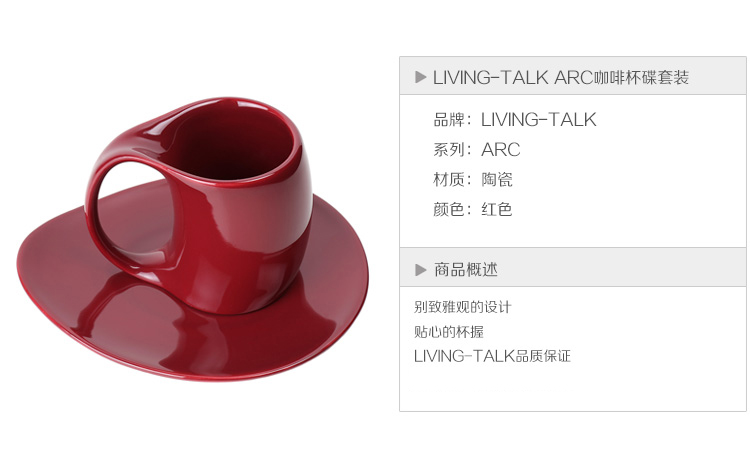 LIVING-TALK ARC咖啡杯碟套装
品牌：LIVING-TALK
系列：ARC
材质：陶瓷
颜色：红色
商品概述
别致雅观的设计
贴心的杯握
LIVING-TALK品质保证